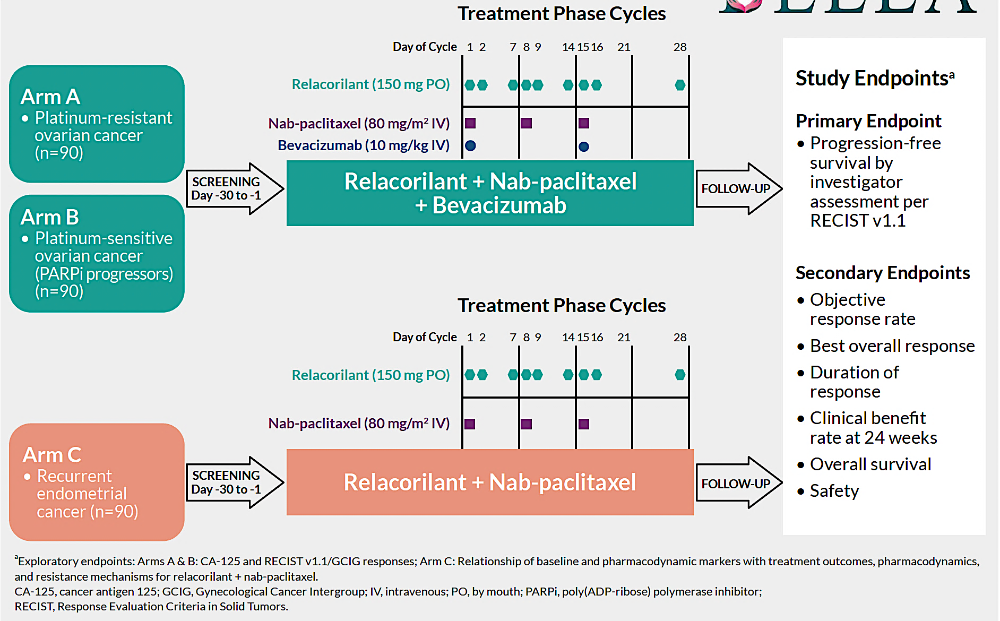 Treatment Phase Cycles
Day of Cycle 1 2 7 8 9 14 15 16 21 28
Relacorilant (150 mg PO)
Nab-paclitaxel (80 mg/m² IV)
Bevacizumab (10 mg/kg IV)
Arm A
• Platinum-resistant
ovarian cancer
(n=90)
Arm B
• Platinum-sensitive
ovarian cancer
(PARPi progressors)
(n=90)
SCREENING
Day -30 to -1
Relacorilant + Nab-paclitaxel
+ Bevacizumab
FOLLOW-UP
Treatment Phase Cycles
Day of Cycle 1 2 7 8 9 14 15 16 21 28
Relacorilant (150 mg PO)
Nab-paclitaxel (80 mg/m² IV)
Arm C
• Recurrent
endometrial
cancer (n=90)
SCREENING
Day -30 to -1
Relacorilant + Nab-paclitaxel
FOLLOW-UP
Study Endpointsᵃ
Primary Endpoint
• Progression-free
survival by
investigator
assessment per
RECIST v1.1
Secondary Endpoints
• Objective
response rate
• Best overall response
• Duration of
response
• Clinical benefit
rate at 24 weeks
• Overall survival
• Safety
ᵃExploratory endpoints: Arms A & B: CA-125 and RECIST v1.1/GCIG responses; Arm C: Relationship of baseline and pharmacodynamic markers with treatment outcomes, pharmacodynamics,
and resistance mechanisms for relacorilant + nab-paclitaxel.
CA-125, cancer antigen 125; GCIG, Gynecological Cancer Intergroup; IV, intravenous; PO, by mouth; PARPi, poly(ADP-ribose) polymerase inhibitor;
RECIST, Response Evaluation Criteria in Solid Tumors.